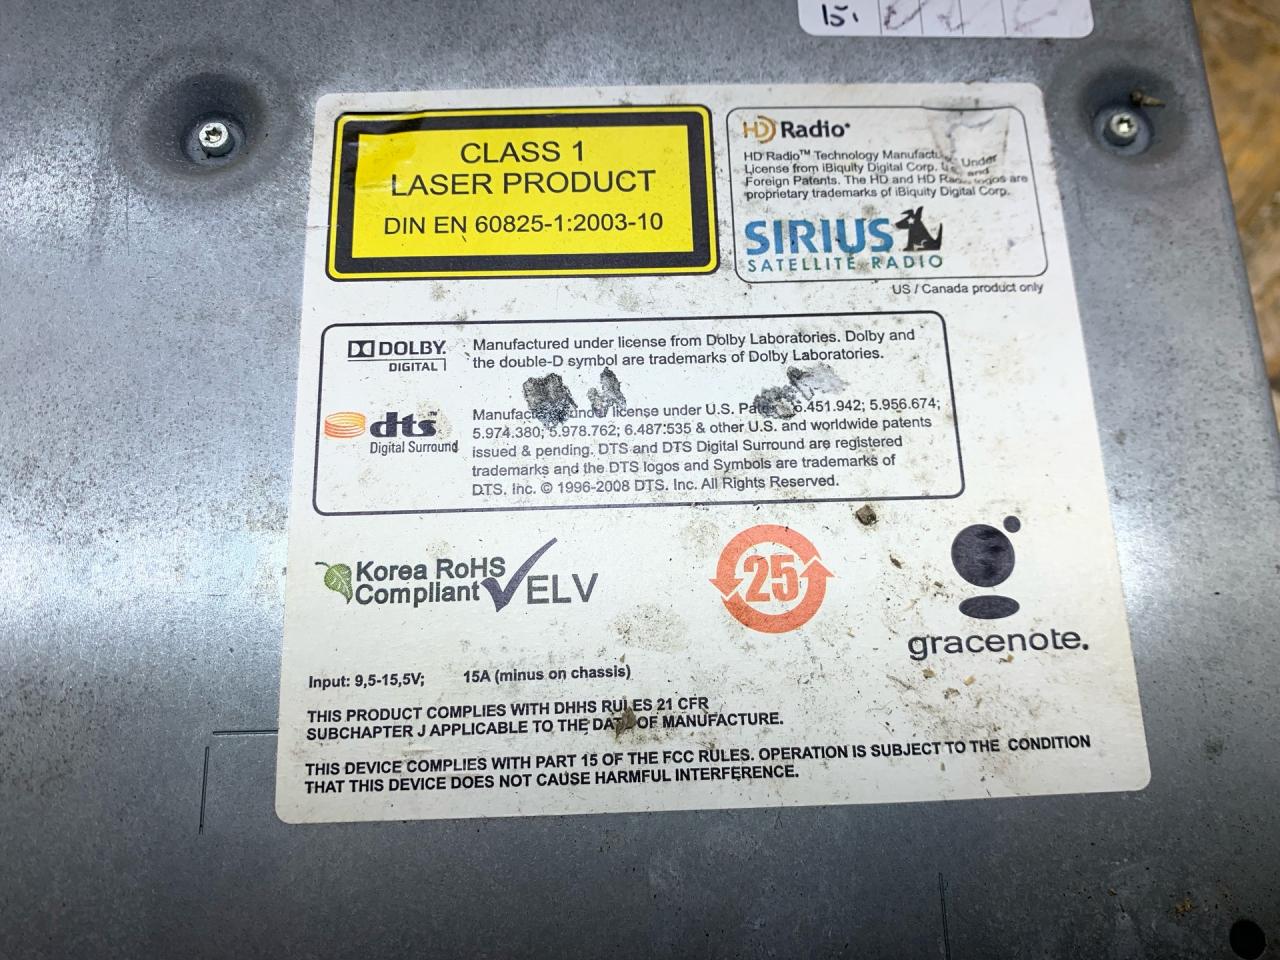 15.
CLASS 1
LASER PRODUCT
DIN EN 60825-1:2003-10
HD Radio
HD Radio™ Technology Manufactu Under
License from iBiquity Digital Corp. U.S. and
Foreign Patents. The HD and HD Ra logos are
proprietary trademarks of iBiquity Digital Corp.
SIRIUS
SATELLITE RADIO
US / Canada product only
DOLBY.
DIGITAL
Manufactured under license from Dolby Laboratories. Dolby and
the double-D symbol are trademarks of Dolby Laboratories.
dts™
Digital Surround
Manufactured under license under U.S. Pate .451.942; 5.956.674;
5.974.380; 5.978.762; 6.487:535 & other U.S. and worldwide patents
issued & pending. DTS and DTS Digital Surround are registered
trademarks and the DTS logos and Symbols are trademarks of
DTS. Inc. © 1996-2008 DTS. Inc. All Rights Reserved.
Korea RoHS
Compliant
ELV
25
gracenote.
Input: 9,5-15,5V; 15A (minus on chassis)
THIS PRODUCT COMPLIES WITH DHHS RULES 21 CFR
SUBCHAPTER J APPLICABLE TO THE DATE OF MANUFACTURE.
THIS DEVICE COMPLIES WITH PART 15 OF THE FCC RULES. OPERATION IS SUBJECT TO THE CONDITION
THAT THIS DEVICE DOES NOT CAUSE HARMFUL INTERFERENCE.